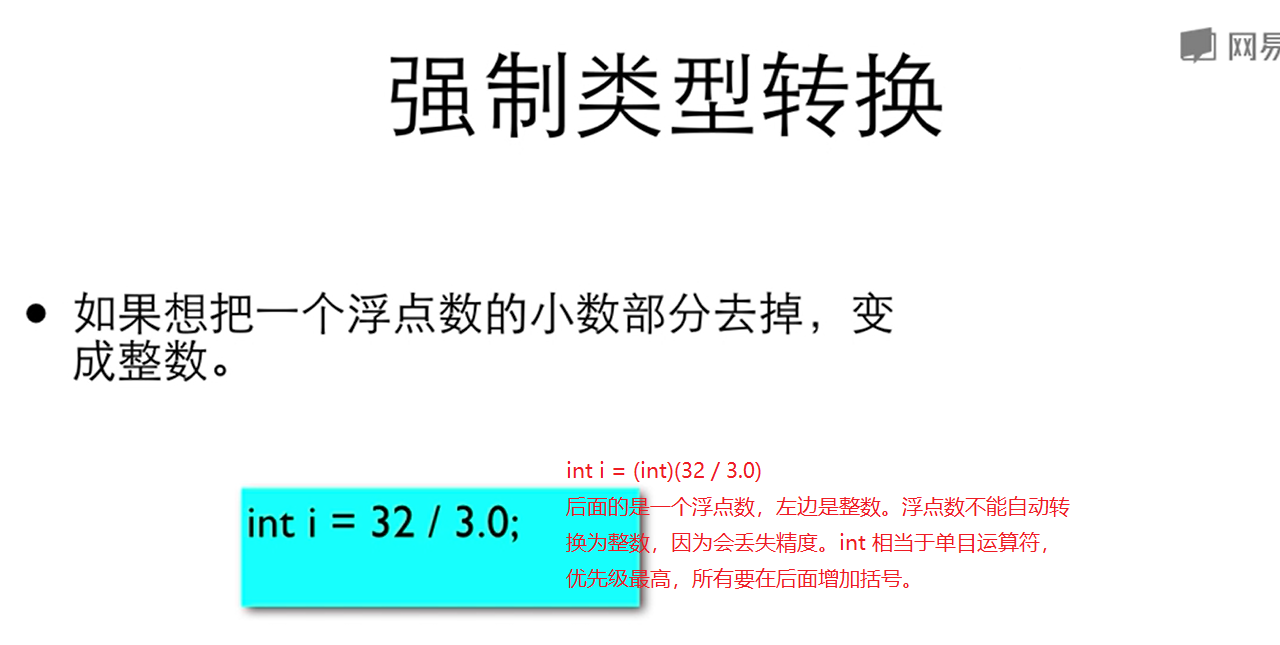 网易
强制类型转换
如果想把一个浮点数的小数部分去掉，变
成整数。
int i = (int)(32 / 3.0)
int i = 32 / 3.0;
后面的是一个浮点数，左边是整数。浮点数不能自动转
换为整数，因为会丢失精度。int 相当于单目运算符，
优先级最高，所有要在后面增加括号。